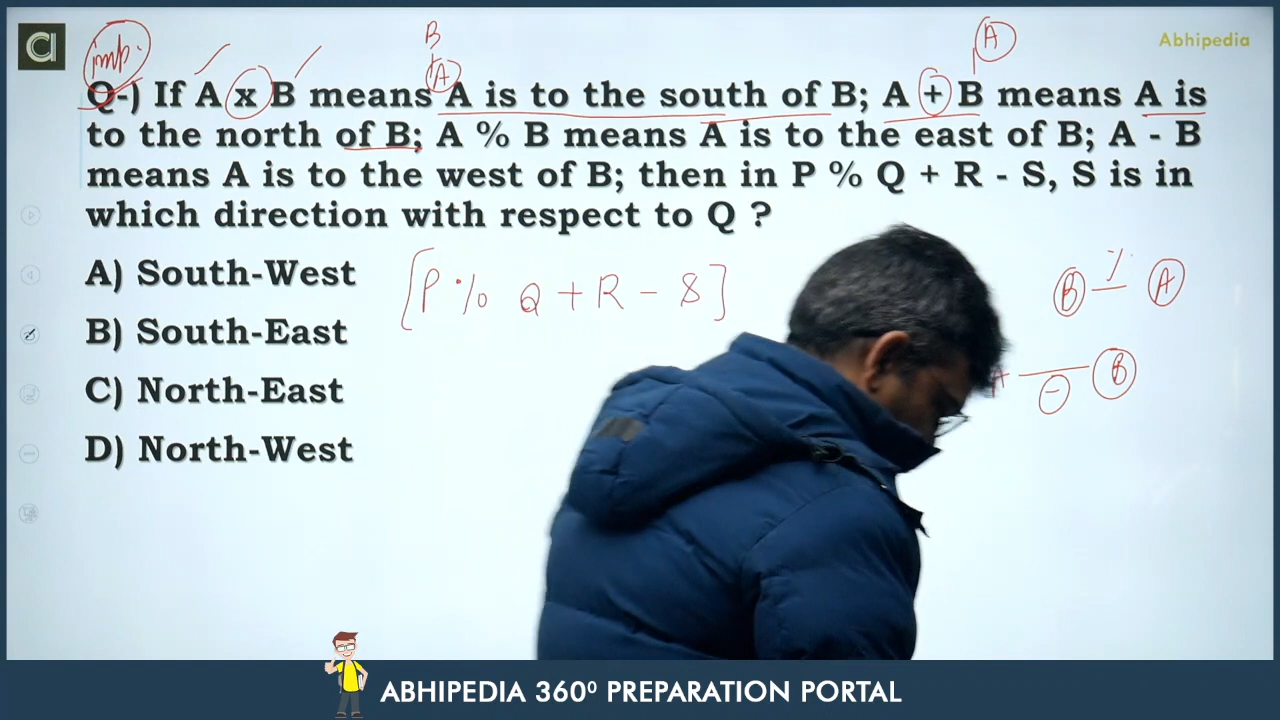 Abhipedia
imp.
B
A
A
Q-) If A x B means A is to the south of B; A + B means A is
to the north of B; A % B means A is to the east of B; A - B
means A is to the west of B; then in P % Q + R - S, S is in
which direction with respect to Q ?
A) South-West
[P % Q + R - S]
B % A
B) South-East
A - B
C) North-East
D) North-West
ABHIPEDIA 360⁰ PREPARATION PORTAL